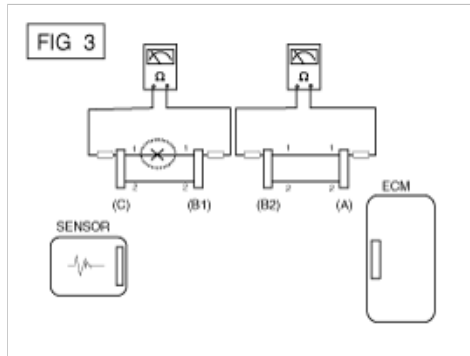 FIG 3
Ω Ω
1 1 1 1
2 2 2 2
(C) (B1) (B2) (A)
ECM
SENSOR